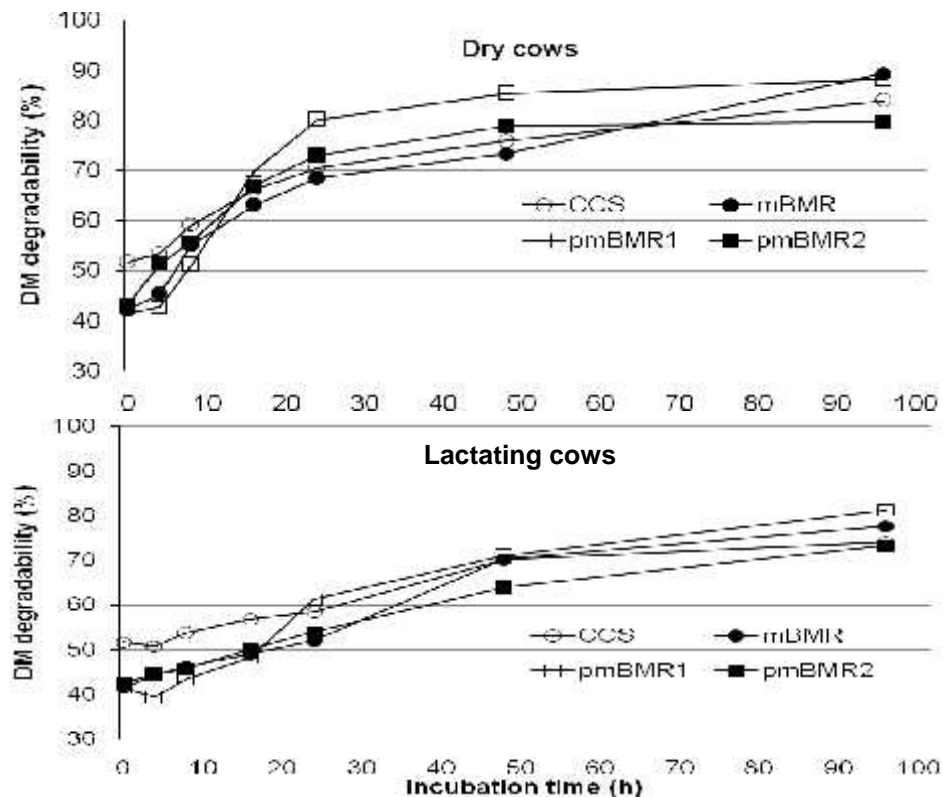 100
Dry cows
90
80
70
CCS mBMR
60
pmBMR1 pmBMR2
50
40
30
DM degradability (%)
0 10 20 30 40 50 60 70 80 90 100
100
Lactating cows
90
80
70
60
CCS mBMR
50
pmBMR1 pmBMR2
40
30
DM degradability (%)
0 10 20 30 40 50 60 70 80 90 100
Incubation time (h)